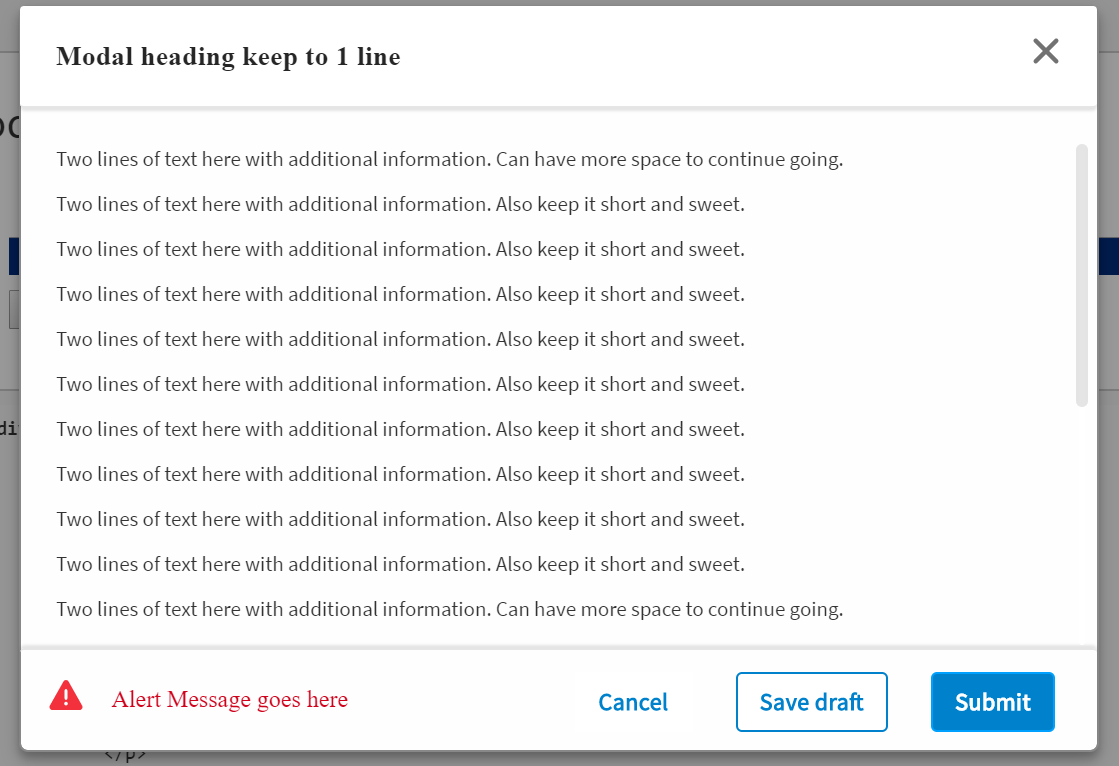 Modal heading keep to 1 line
Two lines of text here with additional information. Can have more space to continue going.
Two lines of text here with additional information. Also keep it short and sweet.
Two lines of text here with additional information. Also keep it short and sweet.
Two lines of text here with additional information. Also keep it short and sweet.
Two lines of text here with additional information. Also keep it short and sweet.
Two lines of text here with additional information. Also keep it short and sweet.
Two lines of text here with additional information. Also keep it short and sweet.
Two lines of text here with additional information. Also keep it short and sweet.
Two lines of text here with additional information. Also keep it short and sweet.
Two lines of text here with additional information. Also keep it short and sweet.
Two lines of text here with additional information. Can have more space to continue going.
Alert Message goes here
Cancel
Save draft
Submit